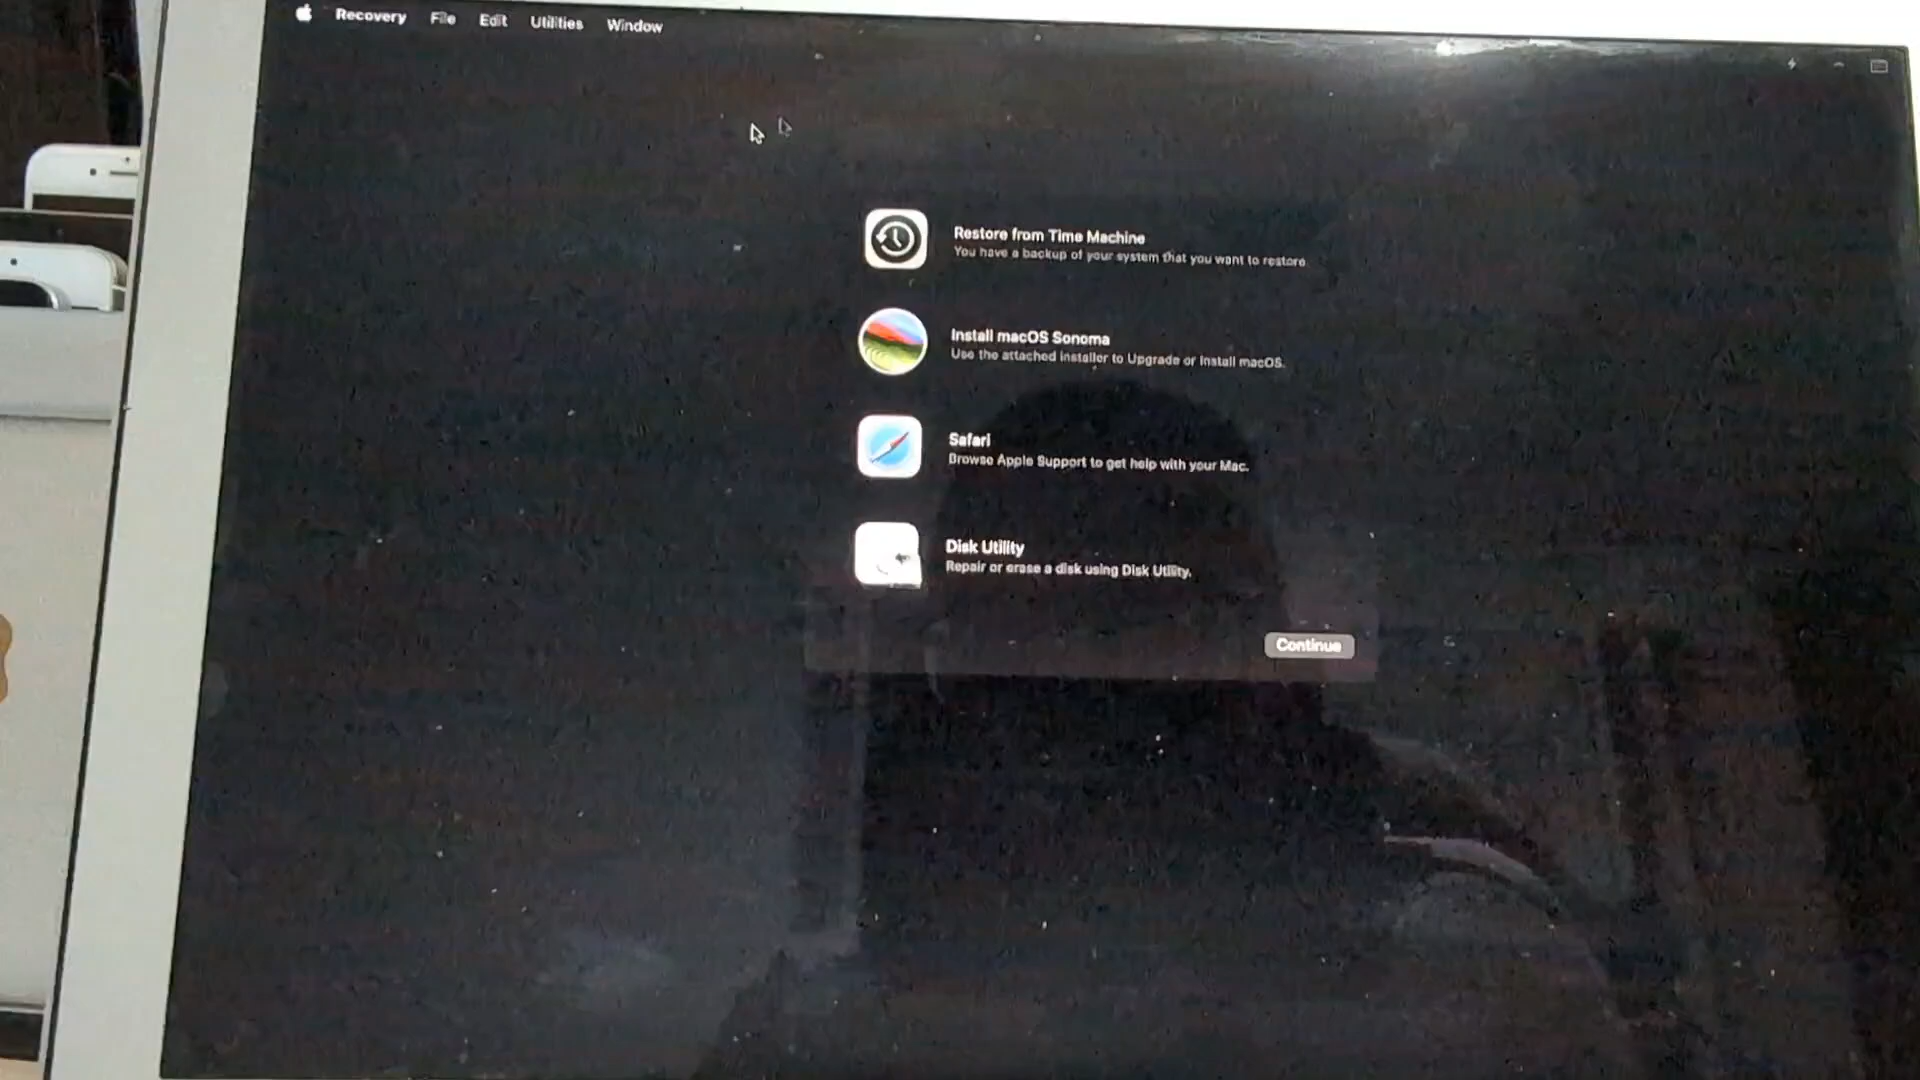 Recovery File Edit Utilities Window
Restore from Time Machine
You have a backup of your system that you want to restore.
Install macOS Sonoma
Use the attached installer to Upgrade or Install macOS.
Safari
Browse Apple Support to get help with your Mac.
Disk Utility
Repair or erase a disk using Disk Utility.
Continue